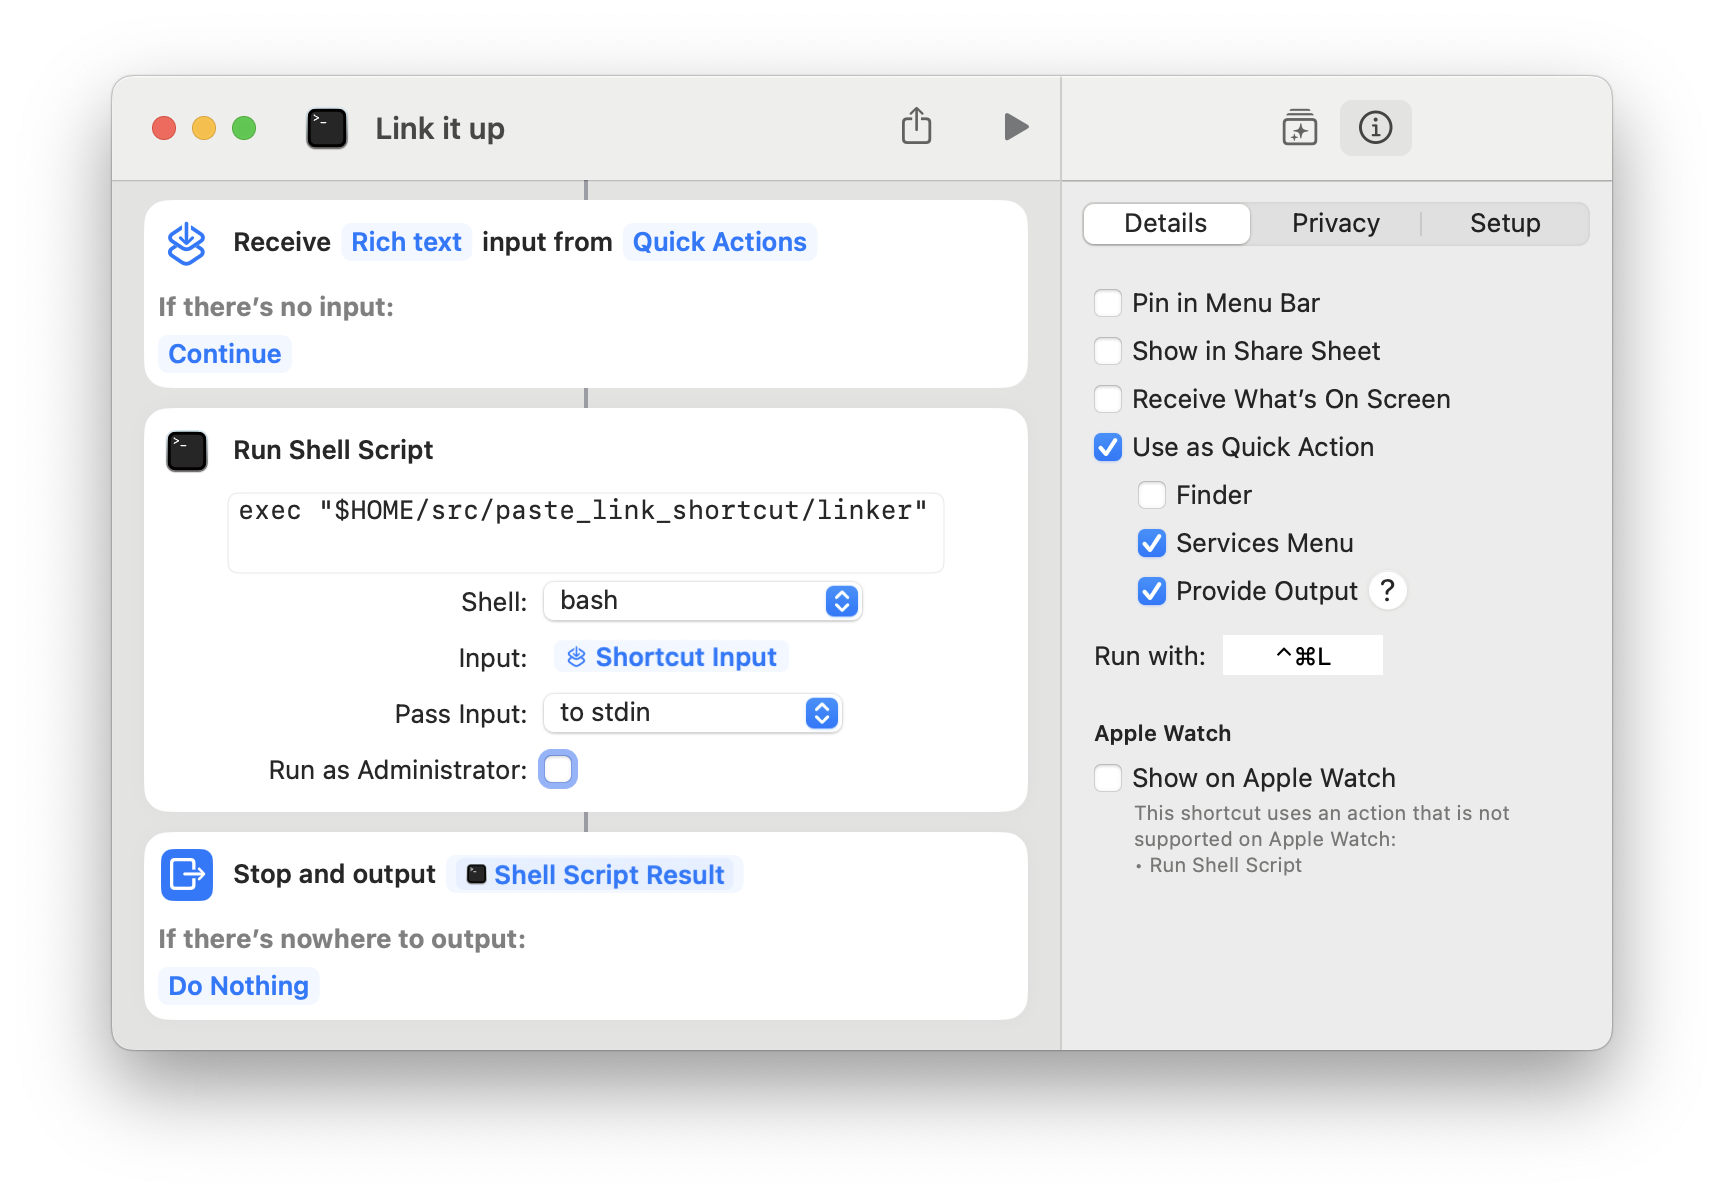 Link it up
Receive Rich text input from Quick Actions
If there’s no input:
Continue
>_
Run Shell Script
exec "$HOME/src/paste_link_shortcut/linker"
Shell: bash
Input: Shortcut Input
Pass Input: to stdin
Run as Administrator:
Stop and output Shell Script Result
If there’s nowhere to output:
Do Nothing
Details Privacy Setup
Pin in Menu Bar
Show in Share Sheet
Receive What’s On Screen
Use as Quick Action
Finder
Services Menu
Provide Output ?
Run with: ^⌘L
Apple Watch
Show on Apple Watch
This shortcut uses an action that is not
supported on Apple Watch:
• Run Shell Script